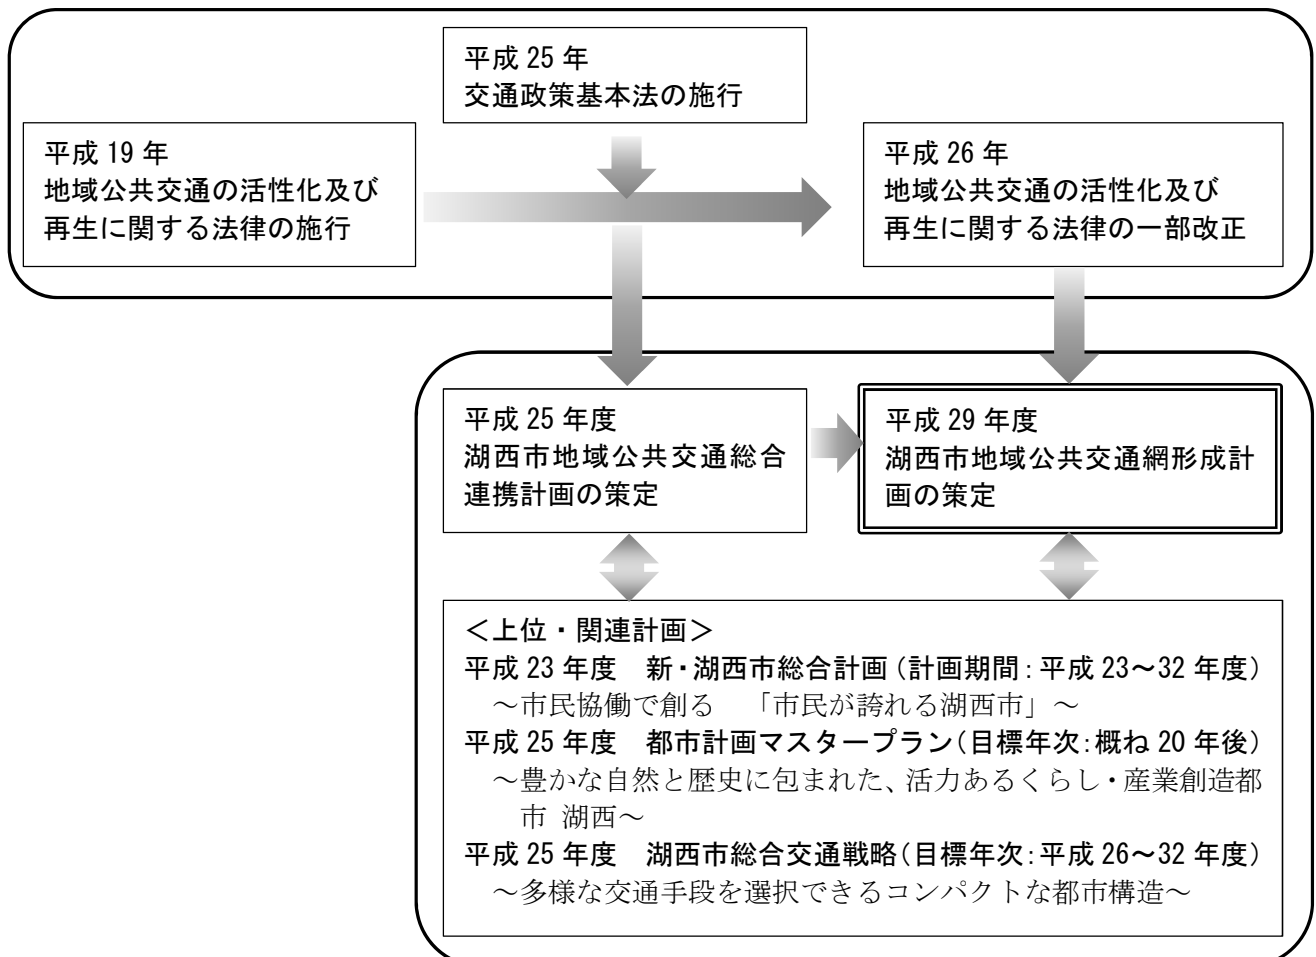 平成 25 年
交通政策基本法の施行
平成 19 年
地域公共交通の活性化及び
再生に関する法律の施行
平成 26 年
地域公共交通の活性化及び
再生に関する法律の一部改正
平成 25 年度
湖西市地域公共交通総合
連携計画の策定
平成 29 年度
湖西市地域公共交通網形成計
画の策定
＜上位・関連計画＞
平成 23 年度　新・湖西市総合計画（計画期間：平成 23～32 年度）
～市民協働で創る　「市民が誇れる湖西市」～
平成 25 年度　都市計画マスタープラン（目標年次：概ね 20 年後）
～豊かな自然と歴史に包まれた、活力あるくらし・産業創造都
市 湖西～
平成 25 年度　湖西市総合交通戦略（目標年次：平成 26～32 年度）
～多様な交通手段を選択できるコンパクトな都市構造～